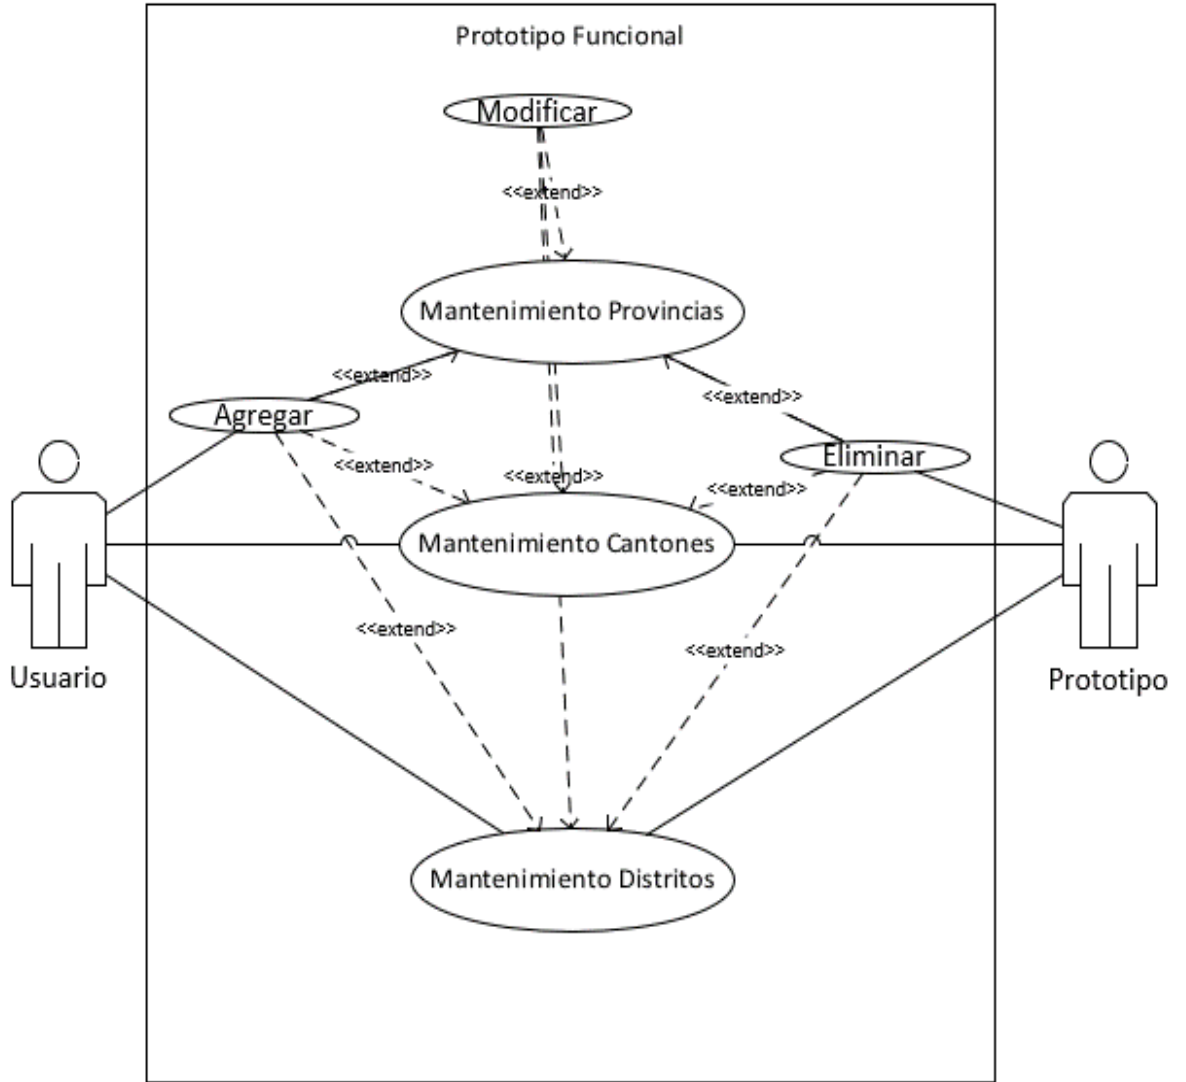 Prototipo Funcional
Modificar
<<extend>>
Mantenimiento Provincias
<<extend>>
<<extend>>
Agregar
Eliminar
<<extend>>
<<extend>>
<<extend>>
Mantenimiento Cantones
<<extend>>
<<extend>>
Usuario
Prototipo
Mantenimiento Distritos